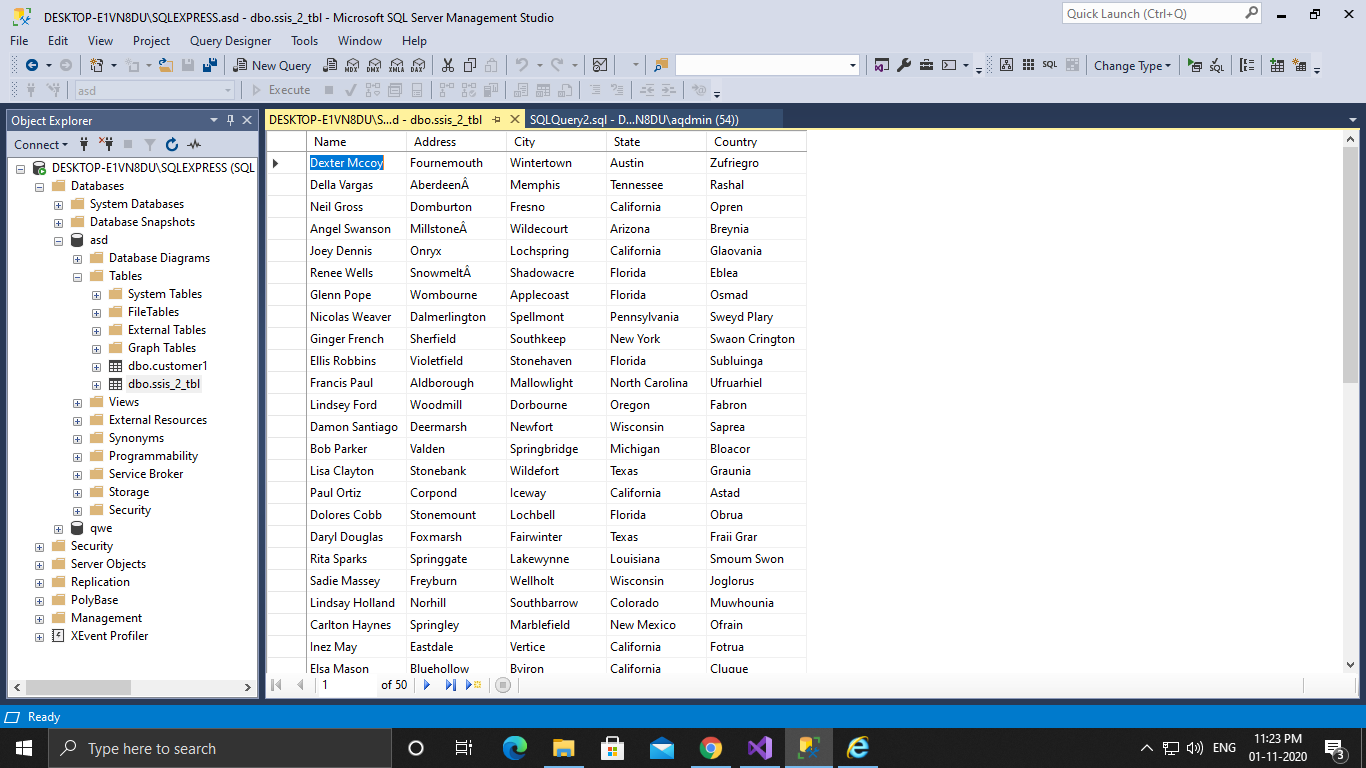 DESKTOP-E1VN8DU\SQLEXPRESS.asd - dbo.ssis_2_tbl - Microsoft SQL Server Management Studio
Quick Launch (Ctrl+Q)
File Edit View Project Query Designer Tools Window Help
New Query MDX DMX XMLA DAX SQL Change Type SQL
asd Execute
Object Explorer
Connect
DESKTOP-E1VN8DU\SQLEXPRESS (SQL
Databases
System Databases
Database Snapshots
asd
Database Diagrams
Tables
System Tables
FileTables
External Tables
Graph Tables
dbo.customer1
dbo.ssis_2_tbl
Views
External Resources
Synonyms
Programmability
Service Broker
Storage
Security
qwe
Security
Server Objects
Replication
PolyBase
Management
XEvent Profiler
DESKTOP-E1VN8DU\S...d - dbo.ssis_2_tbl SQLQuery2.sql - D...N8DU\aqdmin (54))
Name Address City State Country
Dexter Mccoy Fournemouth Wintertown Austin Zufriegro
Della Vargas AberdeenÂ Memphis Tennessee Rashal
Neil Gross Domburton Fresno California Opren
Angel Swanson MillstoneÂ Wildecourt Arizona Breynia
Joey Dennis Onryx Lochspring California Glaovania
Renee Wells SnowmeltÂ Shadowacre Florida Eblea
Glenn Pope Wombourne Applecoast Florida Osmad
Nicolas Weaver Dalmerlington Spellmont Pennsylvania Sweyd Plary
Ginger French Sherfield Southkeep New York Swaon Crington
Ellis Robbins Violetfield Stonehaven Florida Subluinga
Francis Paul Aldborough Mallowlight North Carolina Ufruarhiel
Lindsey Ford Woodmill Dorbourne Oregon Fabron
Damon Santiago Deermarsh Newfort Wisconsin Saprea
Bob Parker Valden Springbridge Michigan Bloacor
Lisa Clayton Stonebank Wildefort Texas Graunia
Paul Ortiz Corpond Iceway California Astad
Dolores Cobb Stonemount Lochbell Florida Obrua
Daryl Douglas Foxmarsh Fairwinter Texas Fraii Grar
Rita Sparks Springgate Lakewynne Louisiana Smoum Swon
Sadie Massey Freyburn Wellholt Wisconsin Joglorus
Lindsay Holland Norhill Southbarrow Colorado Muwhounia
Carlton Haynes Springley Marblefield New Mexico Ofrain
Inez May Eastdale Vertice California Fotrua
Elsa Mason Bluehollow Byiron California Clugue
1 of 50
Ready
Type here to search
ENG
11:23 PM
01-11-2020
3